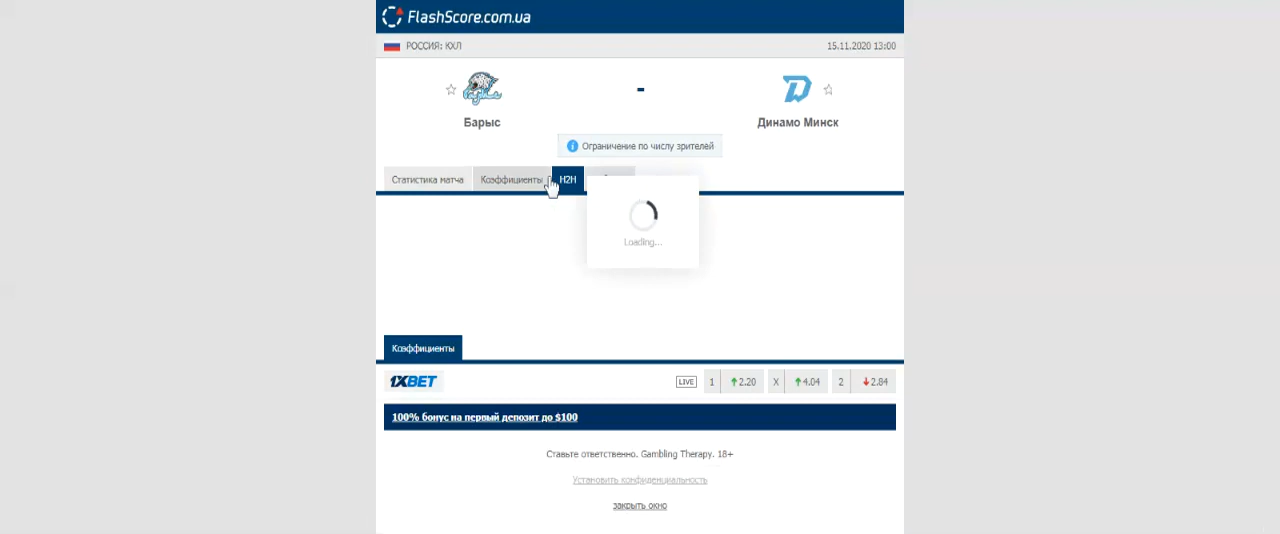 FlashScore.com.ua
РОССИЯ: КХЛ 15.11.2020 13:00
-
Барыс Динамо Минск
Ограничение по числу зрителей
Статистика матча Коэффициенты H2H
Loading...
Коэффициенты
1XBET LIVE 1 2.20 X 4.04 2 2.84
100% бонус на первый депозит до $100
Ставьте ответственно. Gambling Therapy. 18+
Установить конфиденциальность
закрыть окно